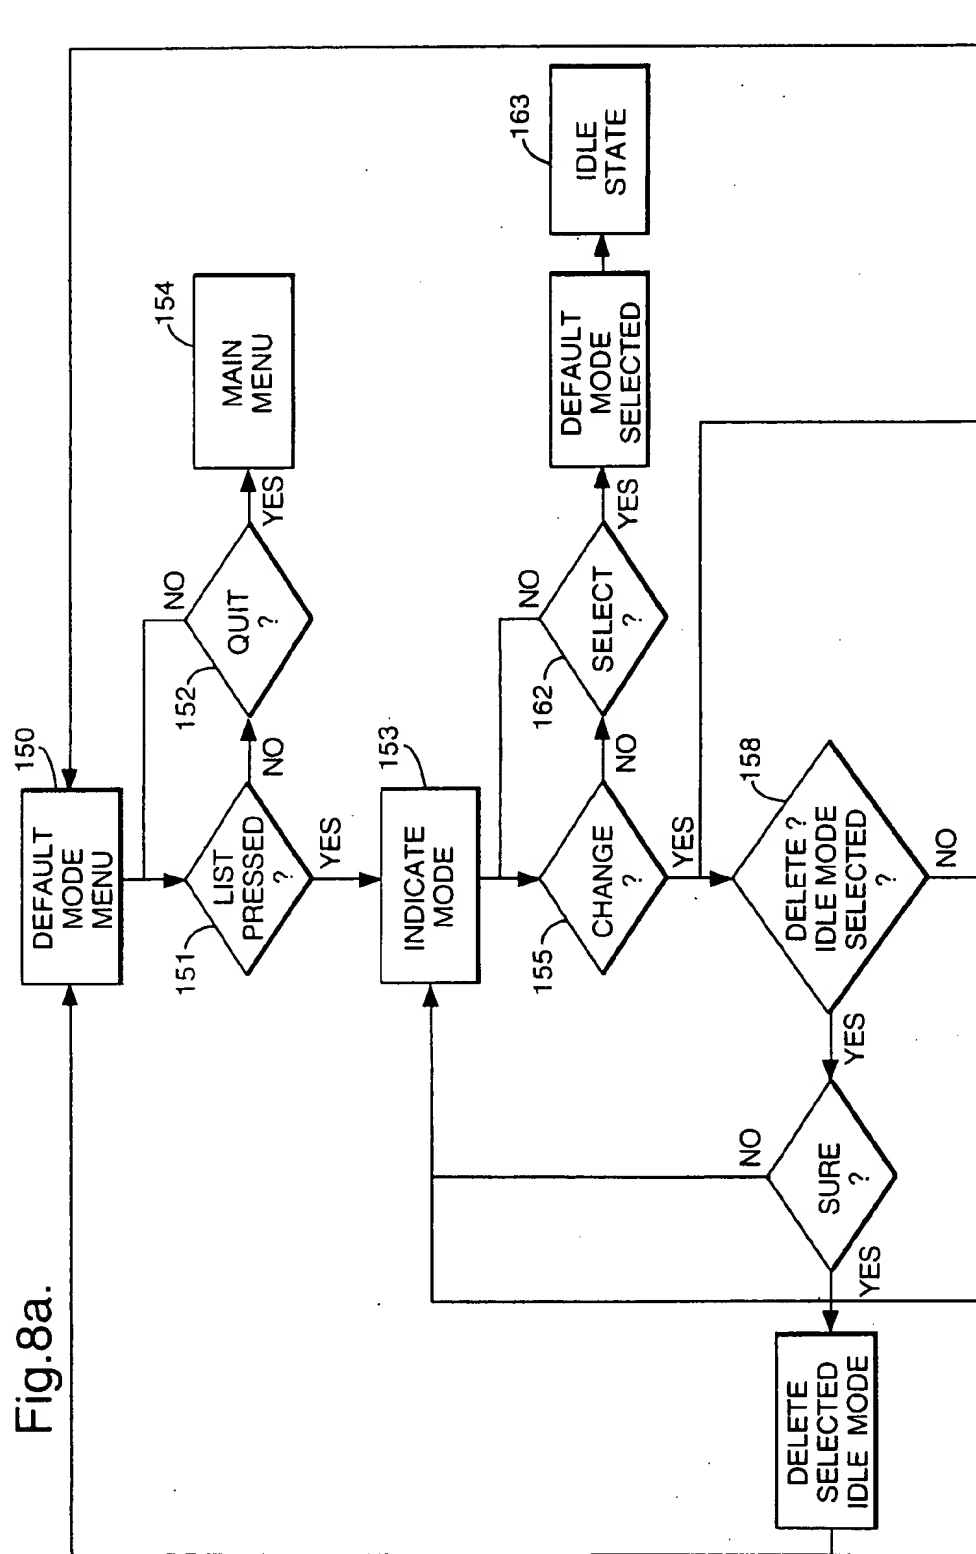 Fig.8a.
150
DEFAULT
MODE
MENU
151
LIST
PRESSED
?
NO
YES
152
QUIT
?
NO
YES
154
MAIN
MENU
153
INDICATE
MODE
155
CHANGE
?
NO
YES
162
SELECT
?
NO
YES
DEFAULT
MODE
SELECTED
163
IDLE
STATE
158
DELETE ?
IDLE MODE
SELECTED
?
YES
NO
SURE
?
NO
YES
DELETE
SELECTED
IDLE MODE